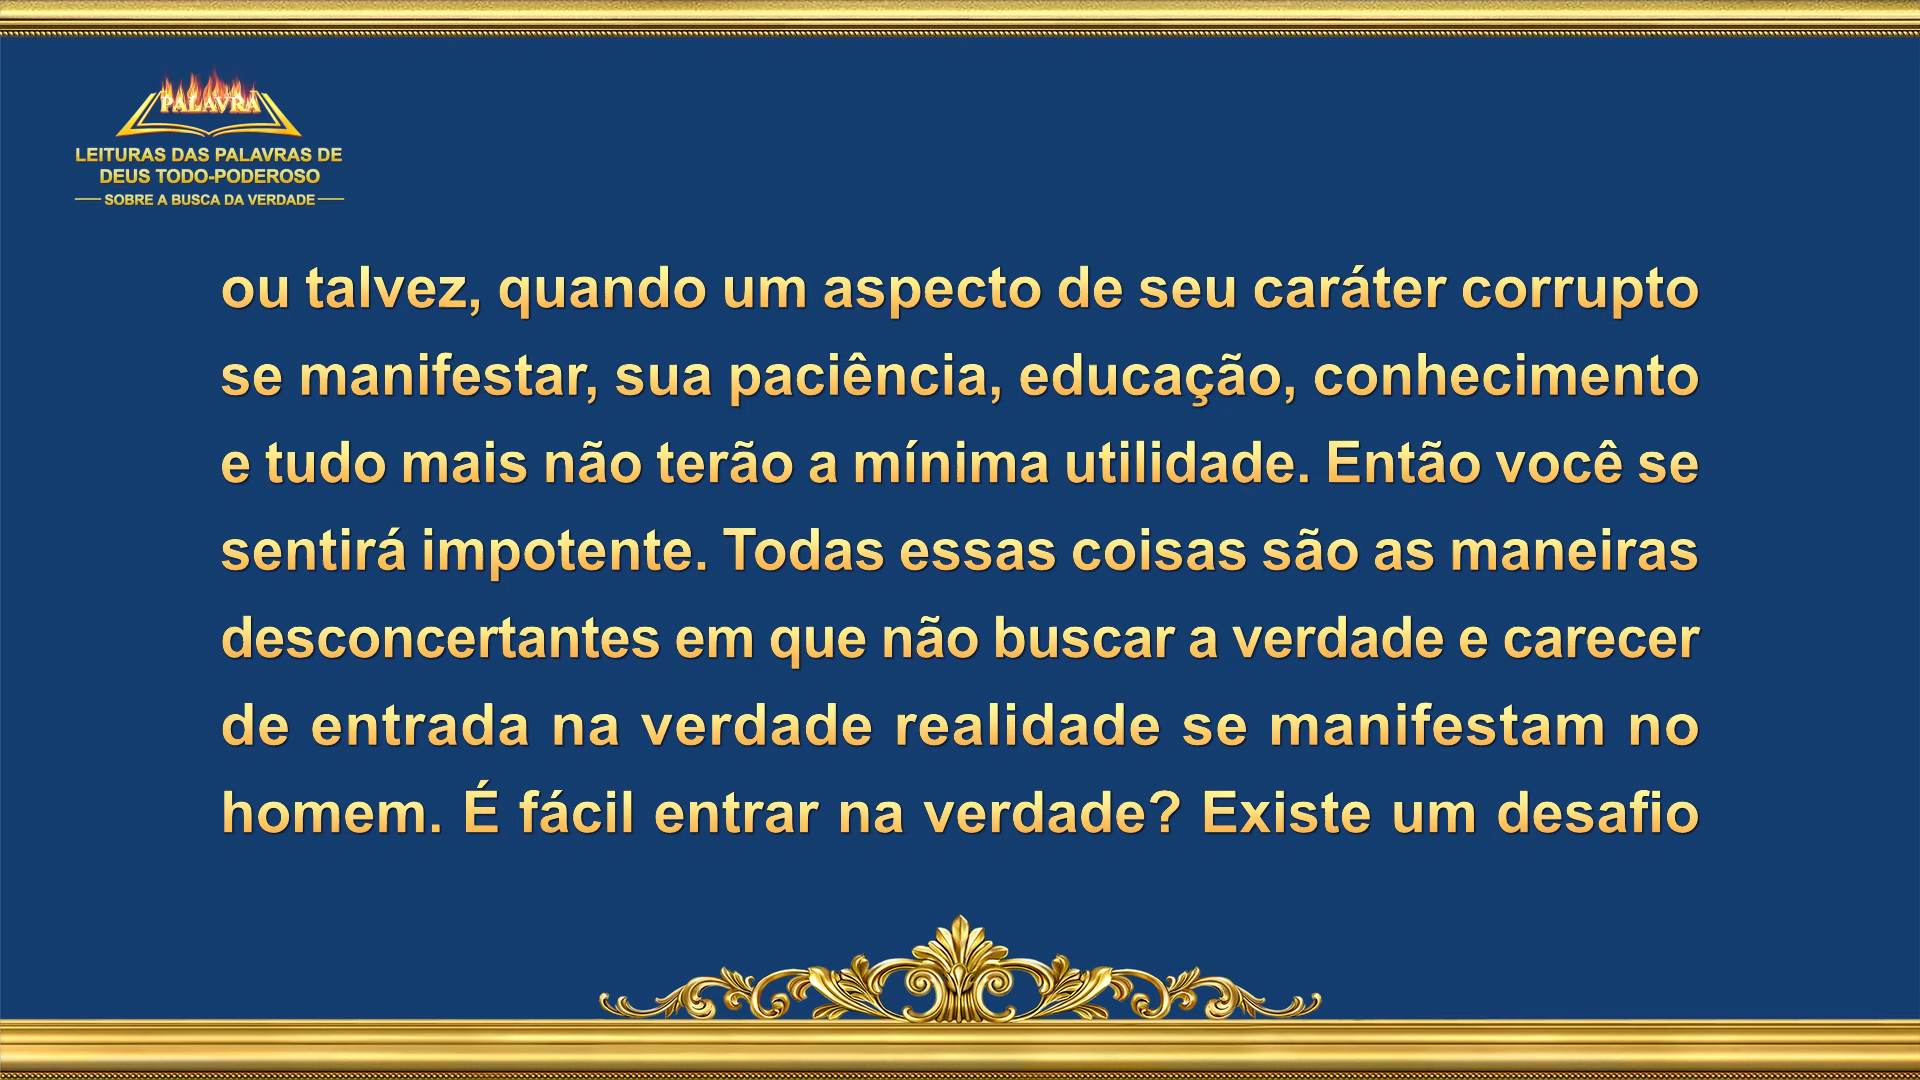 PALAVRA
LEITURAS DAS PALAVRAS DE
DEUS TODO-PODEROSO
SOBRE A BUSCA DA VERDADE
ou talvez, quando um aspecto de seu caráter corrupto
se manifestar, sua paciência, educação, conhecimento
e tudo mais não terão a mínima utilidade. Então você se
sentirá impotente. Todas essas coisas são as maneiras
desconcertantes em que não buscar a verdade e carecer
de entrada na verdade realidade se manifestam no
homem. É fácil entrar na verdade? Existe um desafio